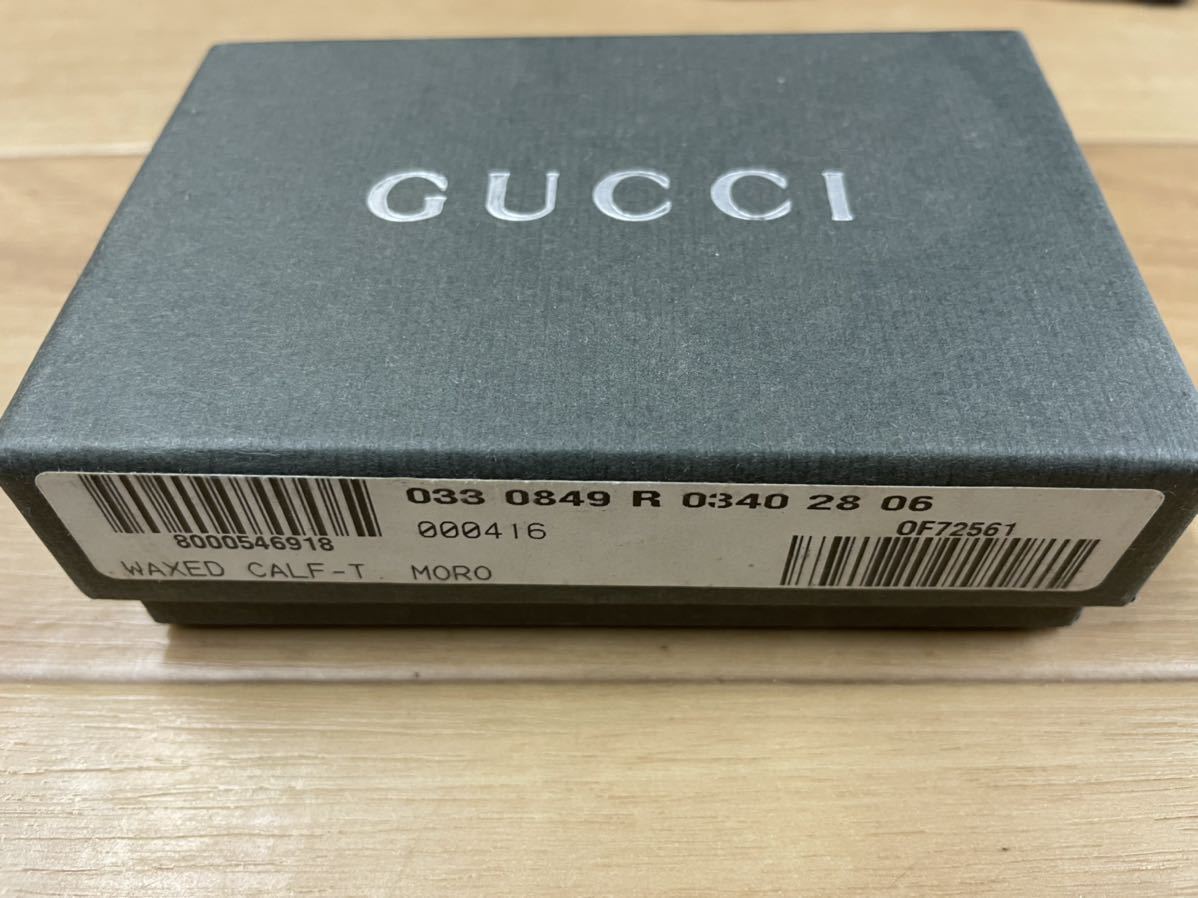 GUCCI
033 0849 R 0340 28 06
8000546918
000416
0F72561
WAXED CALF-T. MORO